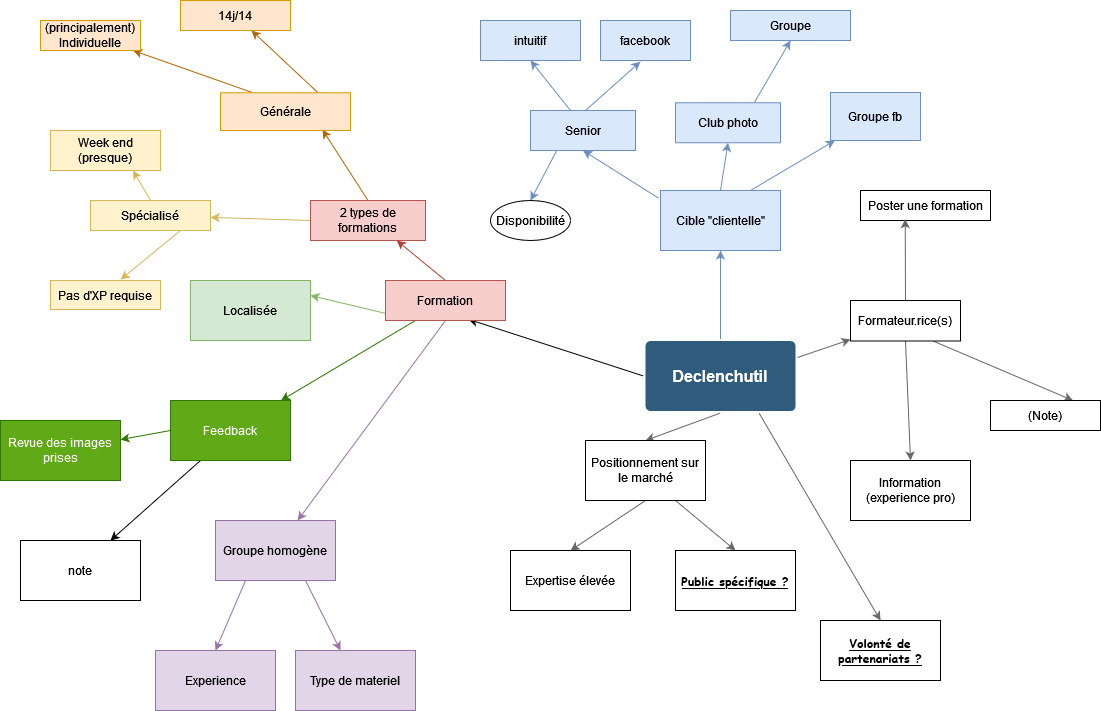 14j/14
(principalement)
Individuelle
intuitif
facebook
Groupe
Générale
Senior
Club photo
Groupe fb
Week end
(presque)
Spécialisé
2 types de
formations
Disponibilité
Cible "clientelle"
Poster une formation
Pas d'XP requise
Localisée
Formation
Formateur.rice(s)
Declenchutil
Revue des images
prises
Feedback
(Note)
Positionnement sur
le marché
Information
(experience pro)
note
Groupe homogène
Expertise élevée
Public spécifique ?
Volonté de
partenariats ?
Experience
Type de materiel